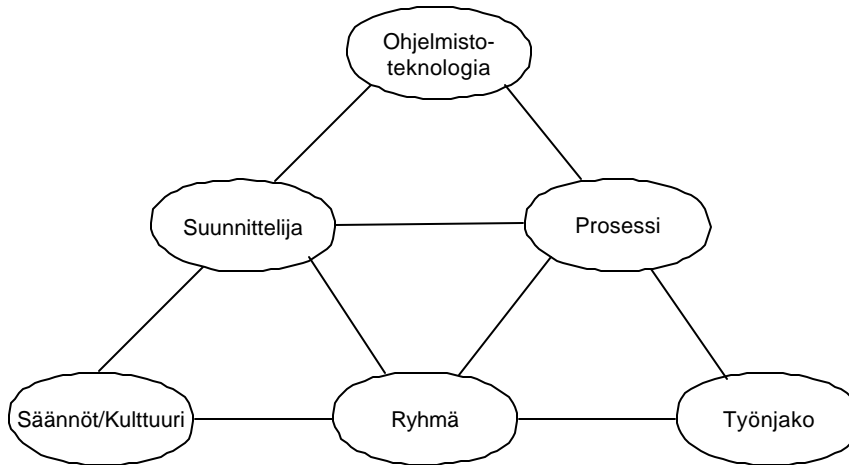 Ohjelmisto-
teknologia
Suunnittelija
Prosessi
Säännöt/Kulttuuri
Ryhmä
Työnjako